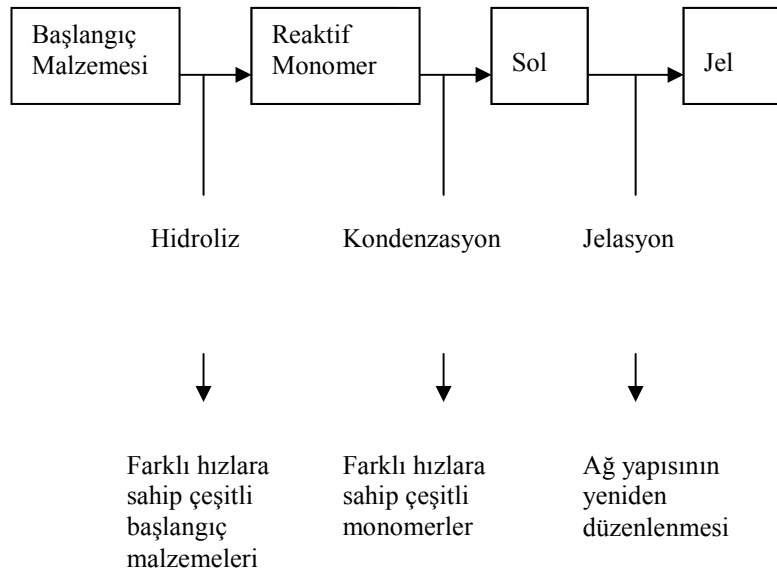 Başlangıç
Malzemesi
Reaktif
Monomer
Sol
Jel
Hidroliz
Kondenzasyon
Jelasyon
Farklı hızlara
sahip çeşitli
başlangıç
malzemeleri
Farklı hızlara
sahip çeşitli
monomerler
Ağ yapısının
yeniden
düzenlenmesi